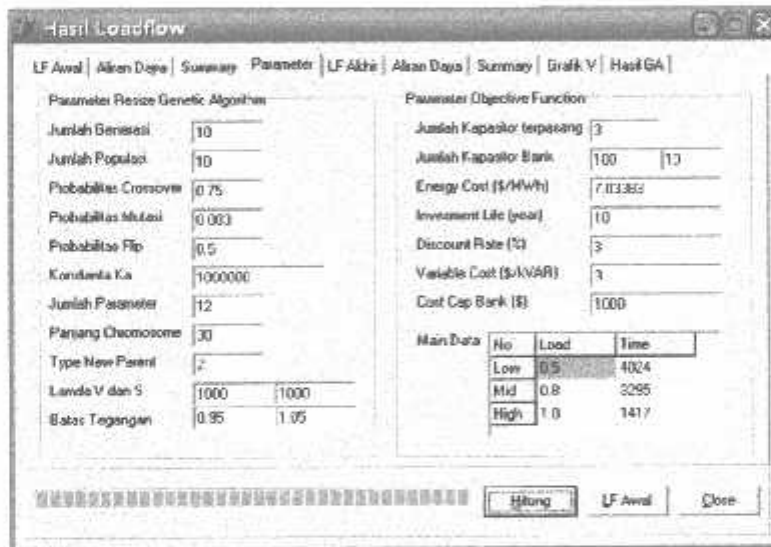 Hasil Loadflow
LF Awal Aliran Daya Summary Parameter LF Akhir Aliran Daya Summary Grafik V Hasil GA
Parameter Resize Genetic Algorithm
Jumlah Generasi 10
Jumlah Populasi 10
Probabilitas Crossover 0.75
Probabilitas Mutasi 0.003
Probabilitas Flip 0.5
Konstanta Ka 1000000
Jumlah Parameter 12
Panjang Chromosome 30
Type New Parent 2
Lamda V dan S 1000 1000
Batas Tegangan 0.95 1.05
Parameter Objective Function
Jumlah Kapasitor terpasang 3
Jumlah Kapasitor Bank 100 10
Energy Cost ($/MWh)
Invesment Life (year) 10
Discount Rate (%) 3
Variable Cost ($/kVAR) 3
Cost Cap Bank ($) 1000
Main Data
No Load Time
Low 0.5 4024
Mid 0.8 3295
High 1.0 1417
Hitung LF Awal Close